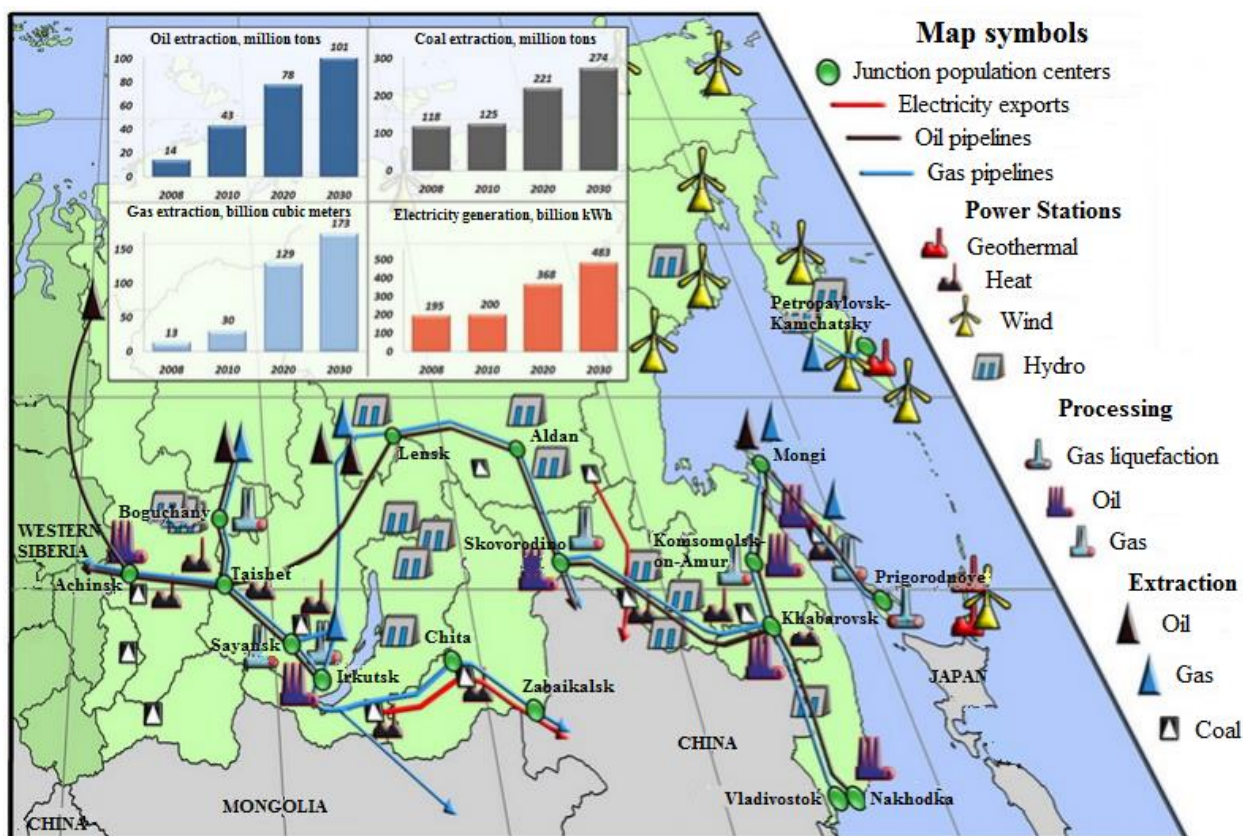 Oil extraction, million tons
100
80
60
40
20
0
14
43
78
101
2008
2010
2020
2030
Coal extraction, million tons
300
200
100
0
118
125
221
274
2008
2010
2020
2030
Gas extraction, billion cubic meters
150
100
50
0
13
30
129
173
2008
2010
2020
2030
Electricity generation, billion kWh
500
400
300
200
100
0
195
200
368
483
2008
2010
2020
2030
Map symbols
Junction population centers
Electricity exports
Oil pipelines
Gas pipelines
Power Stations
Geothermal
Heat
Wind
Hydro
Processing
Gas liquefaction
Oil
Gas
Extraction
Oil
Gas
Coal
Petropavlovsk-
Kamchatsky
Lensk
Aldan
Mongi
Boguchany
WESTERN
SIBERIA
Achinsk
Taishet
Skovorodino
Komsomolsk-
on-Amur
Prigorodnove
Sayansk
Khabarovsk
Chita
Irkutsk
Zabaikalsk
JAPAN
CHINA
MONGOLIA
Vladivostok
Nakhodka
CHINA